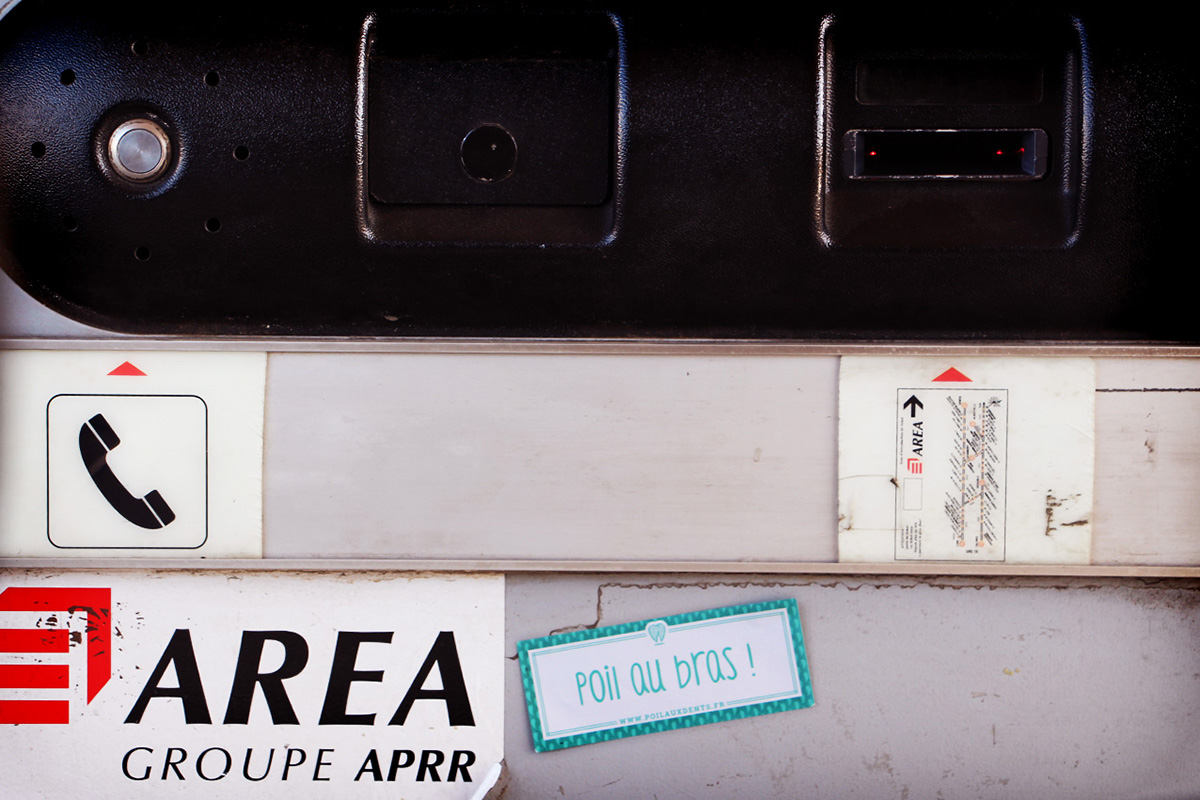 AREA
AREA
GROUPE APRR
Poil au bras !
WWW.POILAUXDENTS.FR